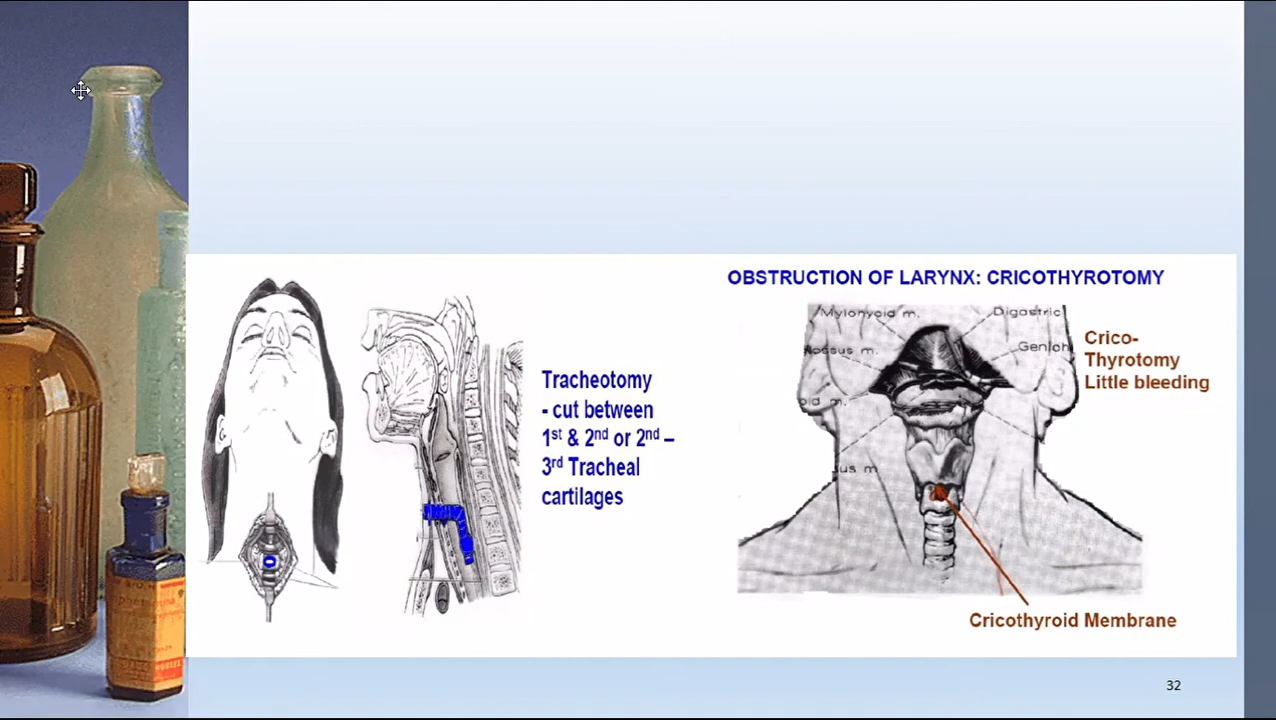 OBSTRUCTION OF LARYNX: CRICOTHYROTOMY
Tracheotomy
- cut between
1st & 2nd or 2nd –
3rd Tracheal
cartilages
Mylohyoid m.
Digastric
Genioh
m.
Crico-
Thyrotomy
Little bleeding
Cricothyroid Membrane
32